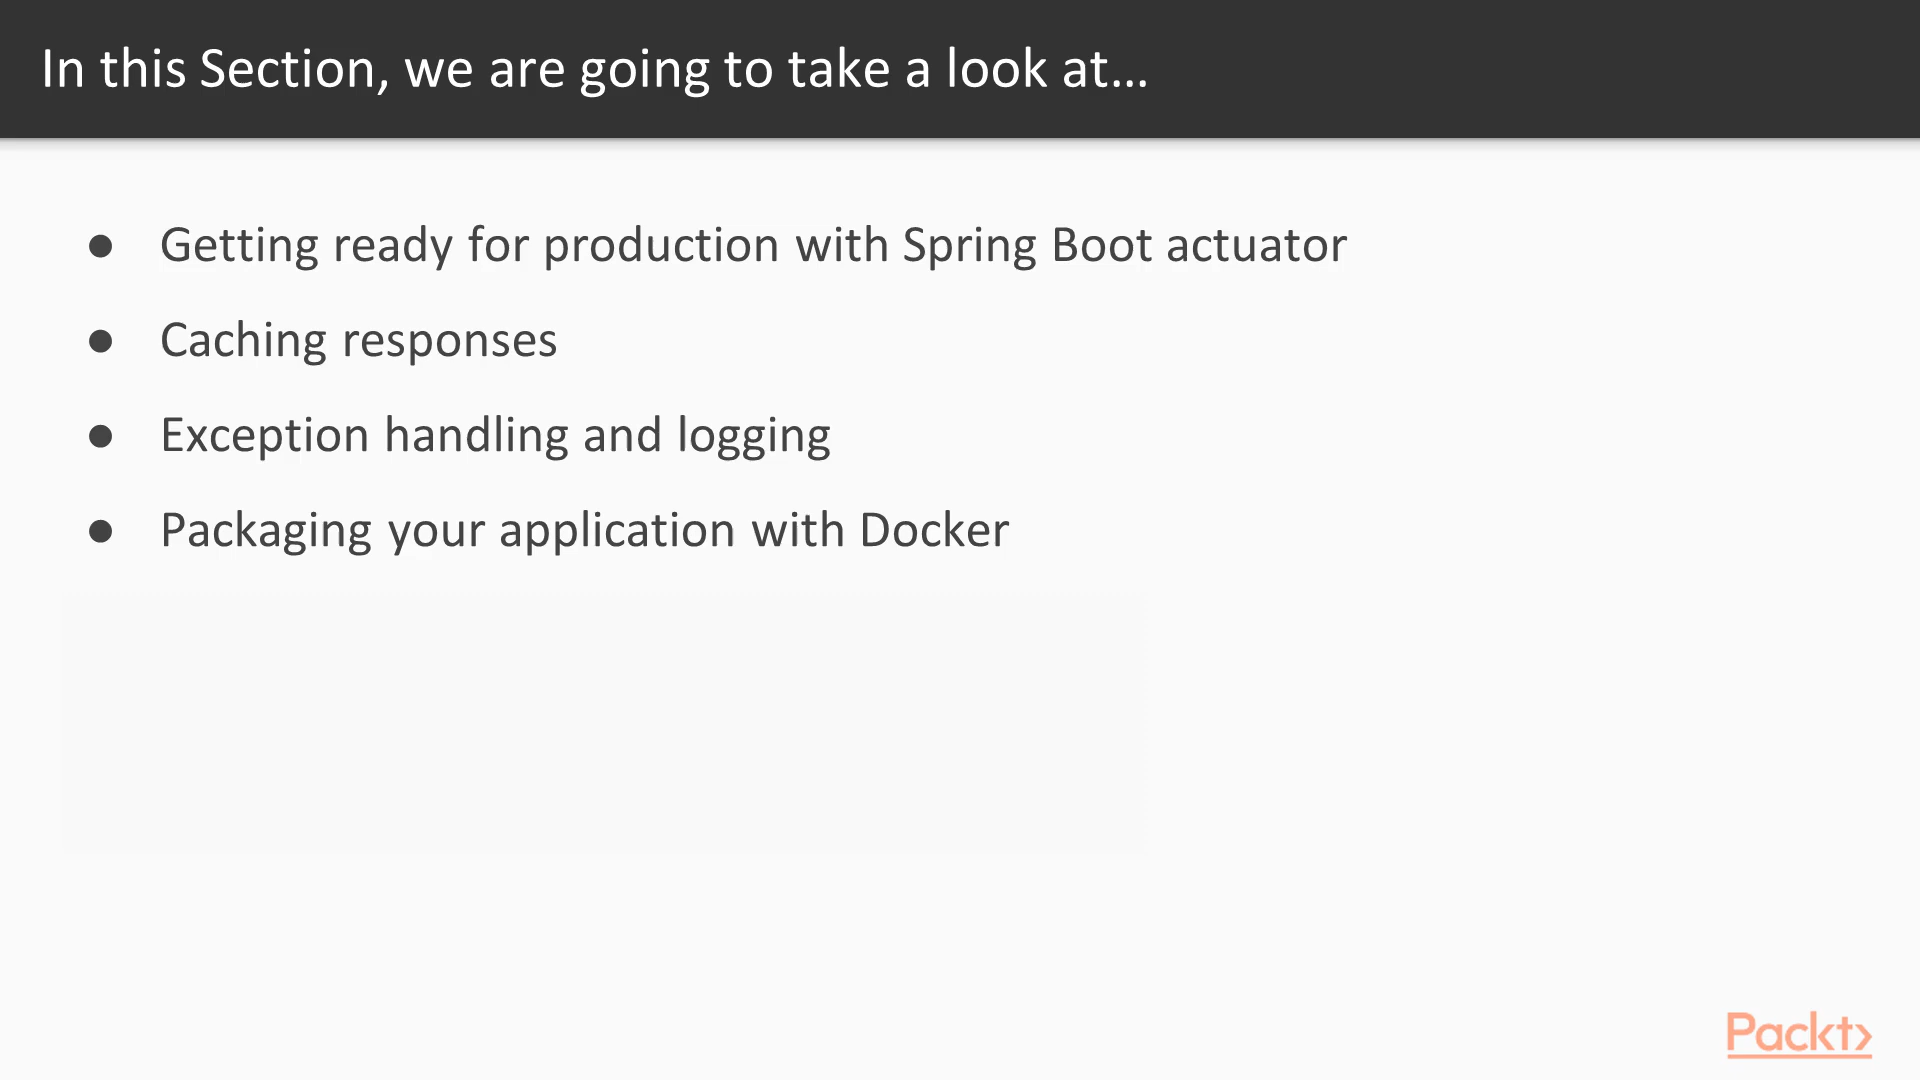 In this Section, we are going to take a look at...
● Getting ready for production with Spring Boot actuator
● Caching responses
● Exception handling and logging
● Packaging your application with Docker
Packt>